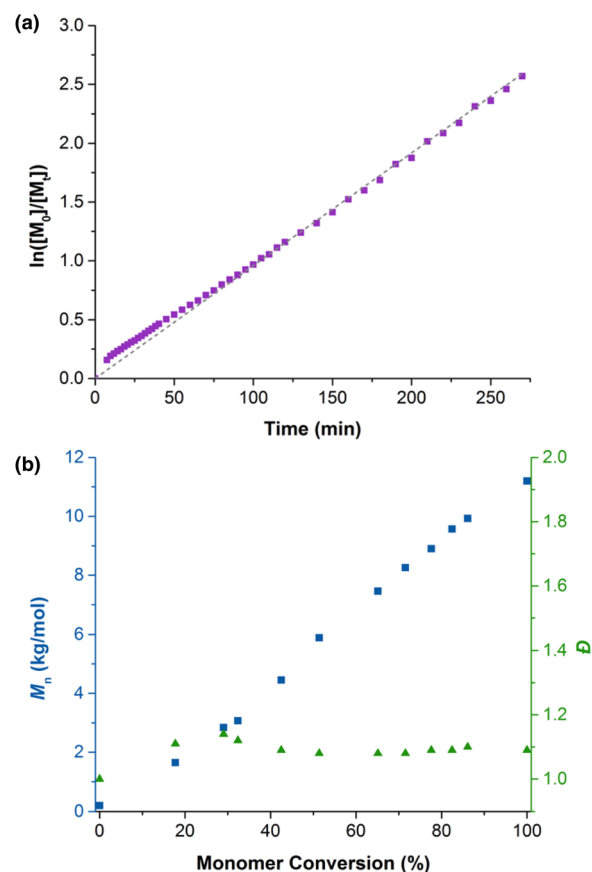 (a)
3.0
2.5
2.0
1.5
1.0
0.5
0.0
ln([M₀]/[Mₜ])
0 50 100 150 200 250
Time (min)
(b)
12
10
8
6
4
2
0
Mₙ (kg/mol)
2.0
1.8
1.6
1.4
1.2
1.0
Đ
0 20 40 60 80 100
Monomer Conversion (%)